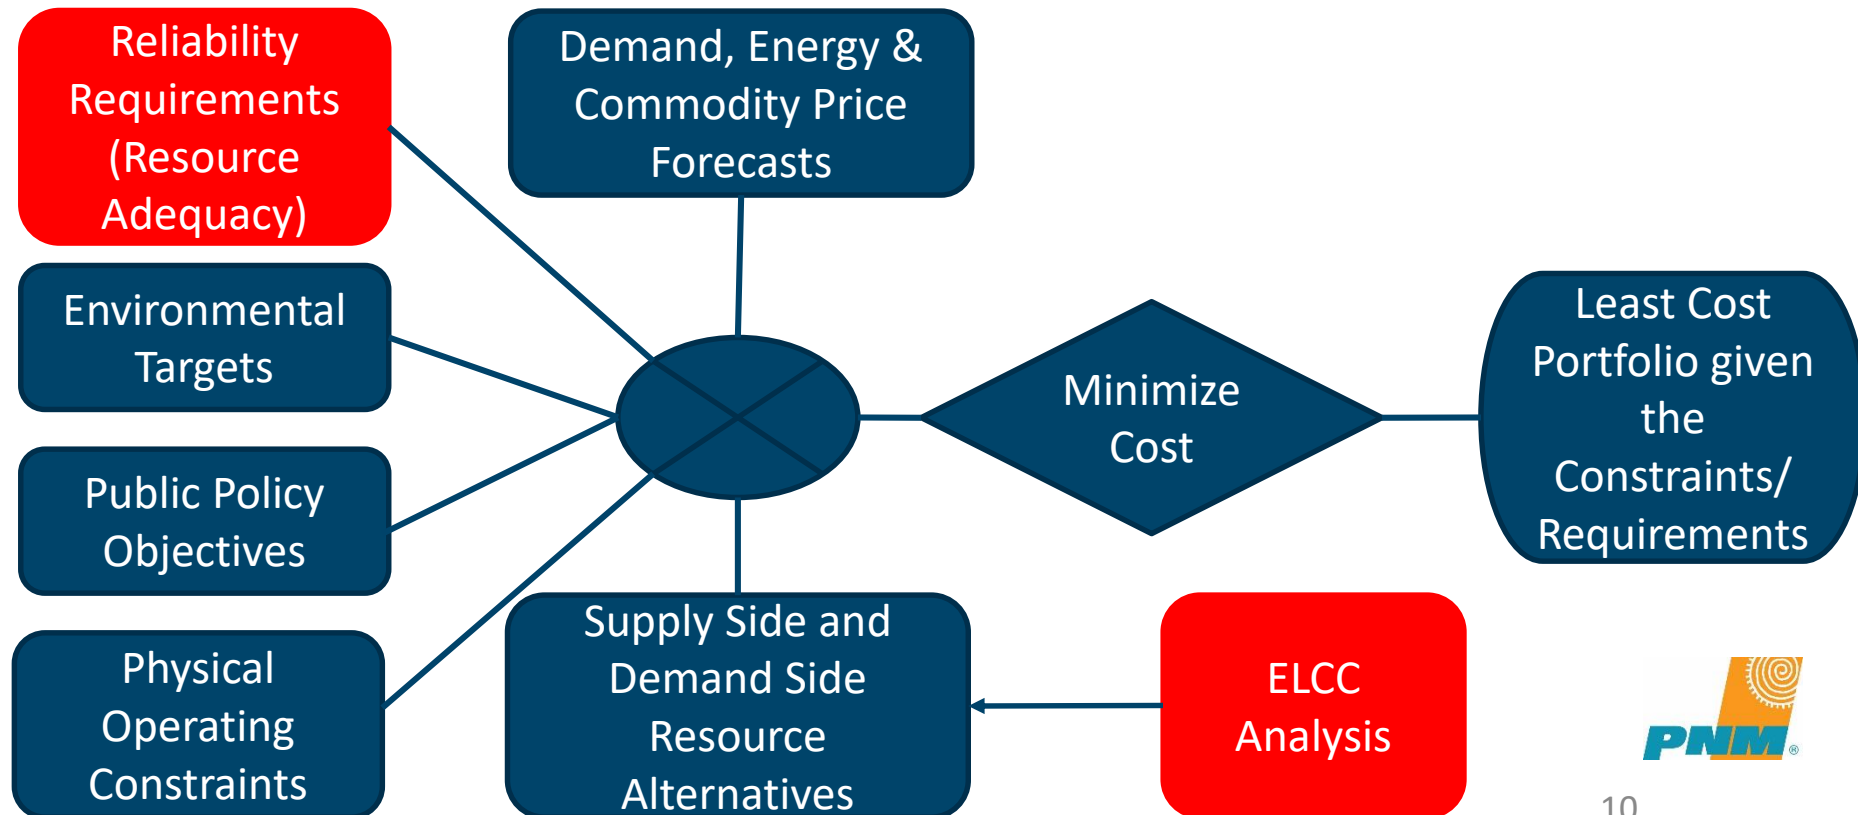 Reliability
Requirements
(Resource
Adequacy)
Demand, Energy &
Commodity Price
Forecasts
Environmental
Targets
Public Policy
Objectives
Physical
Operating
Constraints
Supply Side and
Demand Side
Resource
Alternatives
ELCC
Analysis
Minimize
Cost
Least Cost
Portfolio given
the
Constraints/
Requirements
PNM®
10